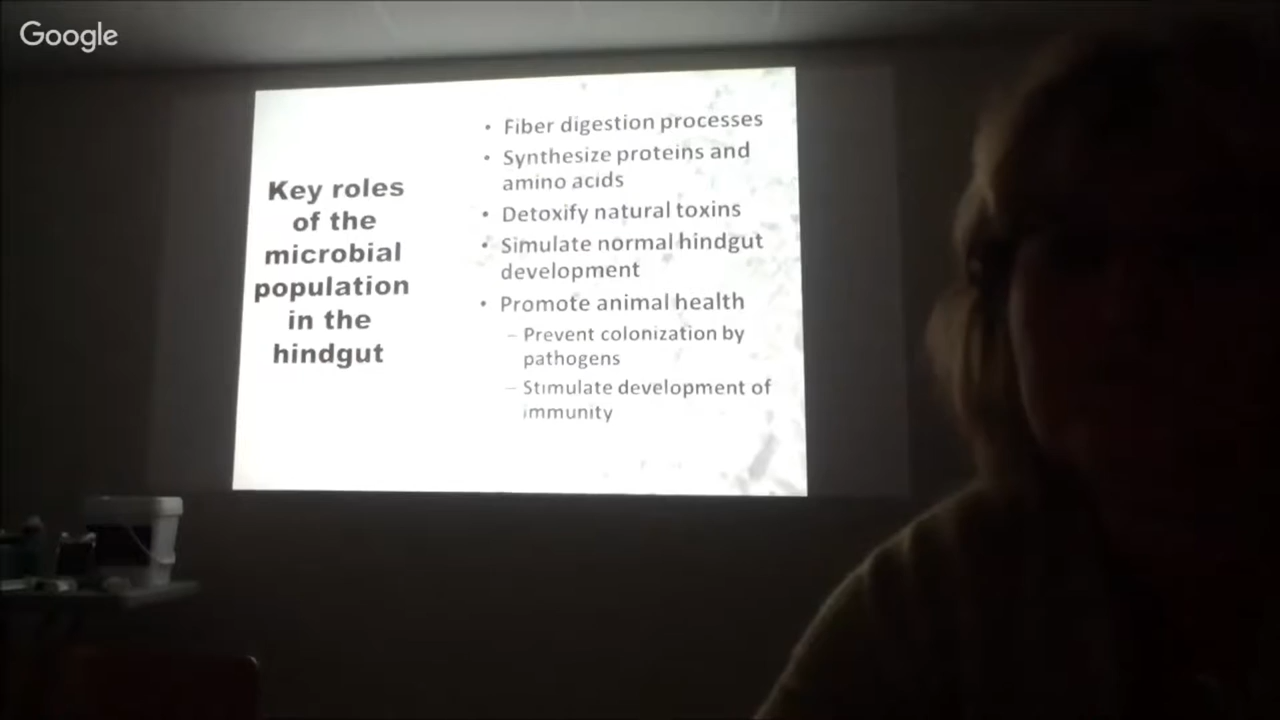 Google
Key roles
of the
microbial
population
in the
hindgut
• Fiber digestion processes
• Synthesize proteins and
amino acids
• Detoxify natural toxins
• Simulate normal hindgut
development
• Promote animal health
– Prevent colonization by
pathogens
– Stimulate development of
immunity